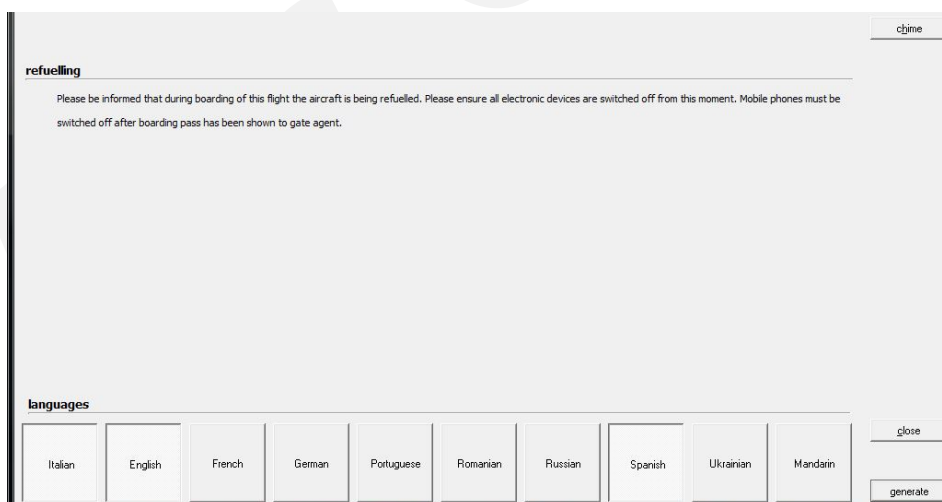 chime
refuelling
Please be informed that during boarding of this flight the aircraft is being refuelled. Please ensure all electronic devices are switched off from this moment. Mobile phones must be
switched off after boarding pass has been shown to gate agent.
languages
close
Italian English French German Portuguese Romanian Russian Spanish Ukrainian Mandarin
generate